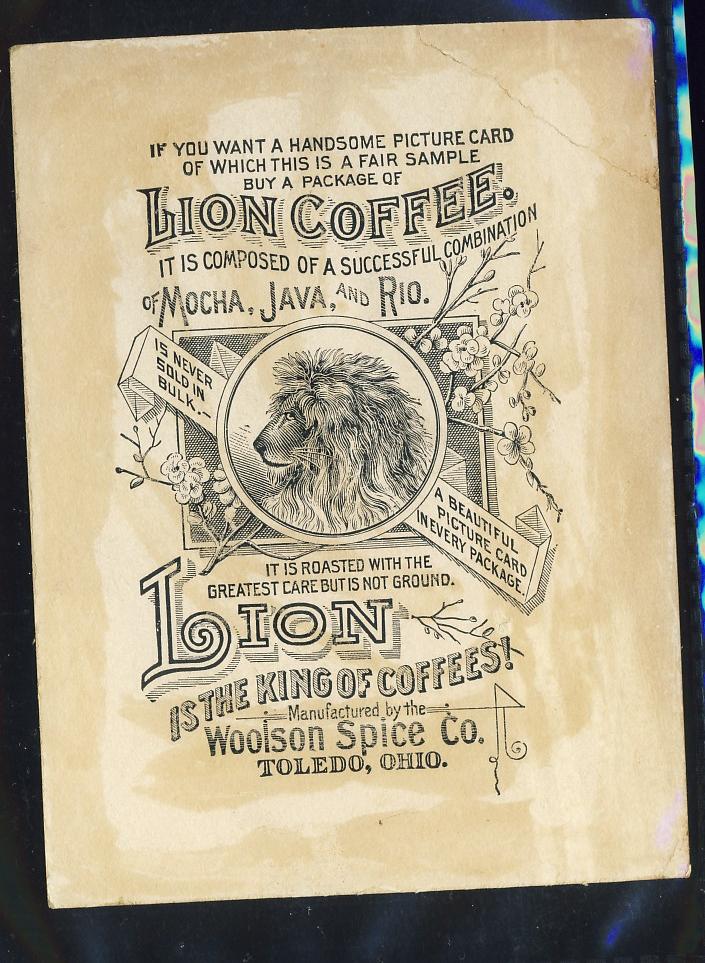 IF YOU WANT A HANDSOME PICTURE CARD
OF WHICH THIS IS A FAIR SAMPLE
BUY A PACKAGE OF
LION COFFEE.
IT IS COMPOSED OF A SUCCESSFUL COMBINATION
OF MOCHA, JAVA, AND RIO.
IS NEVER
SOLD IN
BULK.—
A BEAUTIFUL
PICTURE CARD
IN EVERY PACKAGE.
IT IS ROASTED WITH THE
GREATEST CARE BUT IS NOT GROUND.
LION
IS THE KING OF COFFEES!
Manufactured by the
Woolson Spice Co.
TOLEDO, OHIO.